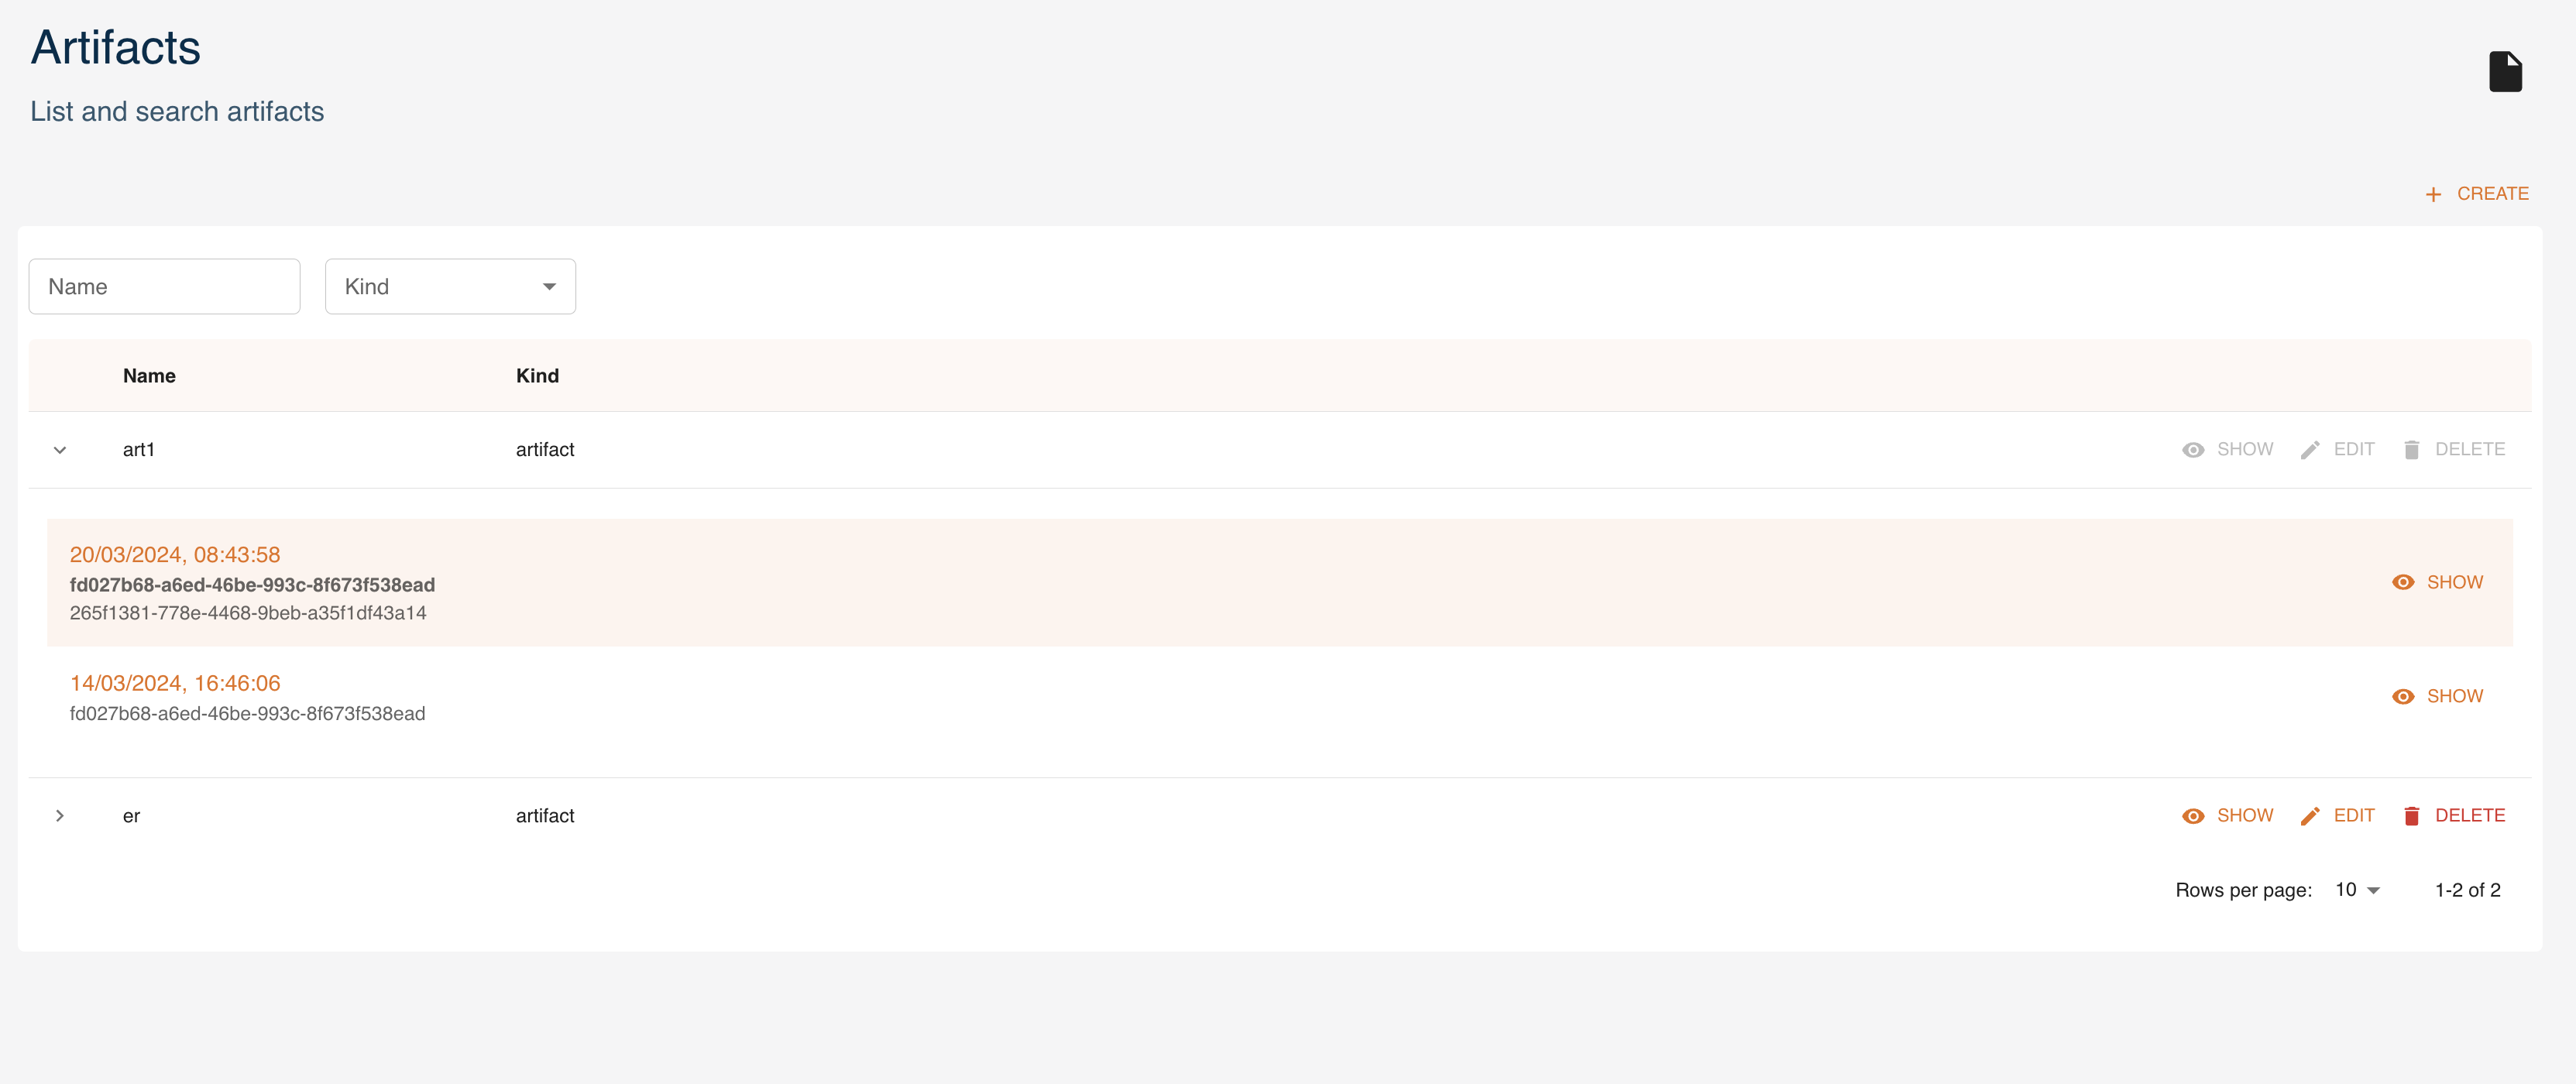 Artifacts
List and search artifacts
CREATE
Name Kind
Name Kind
art1 artifact SHOW EDIT DELETE
20/03/2024, 08:43:58
fd027b68-a6ed-46be-993c-8f673f538ead
265f1381-778e-4468-9beb-a35f1df43a14
SHOW
14/03/2024, 16:46:06
fd027b68-a6ed-46be-993c-8f673f538ead
SHOW
er artifact SHOW EDIT DELETE
Rows per page: 10 1-2 of 2